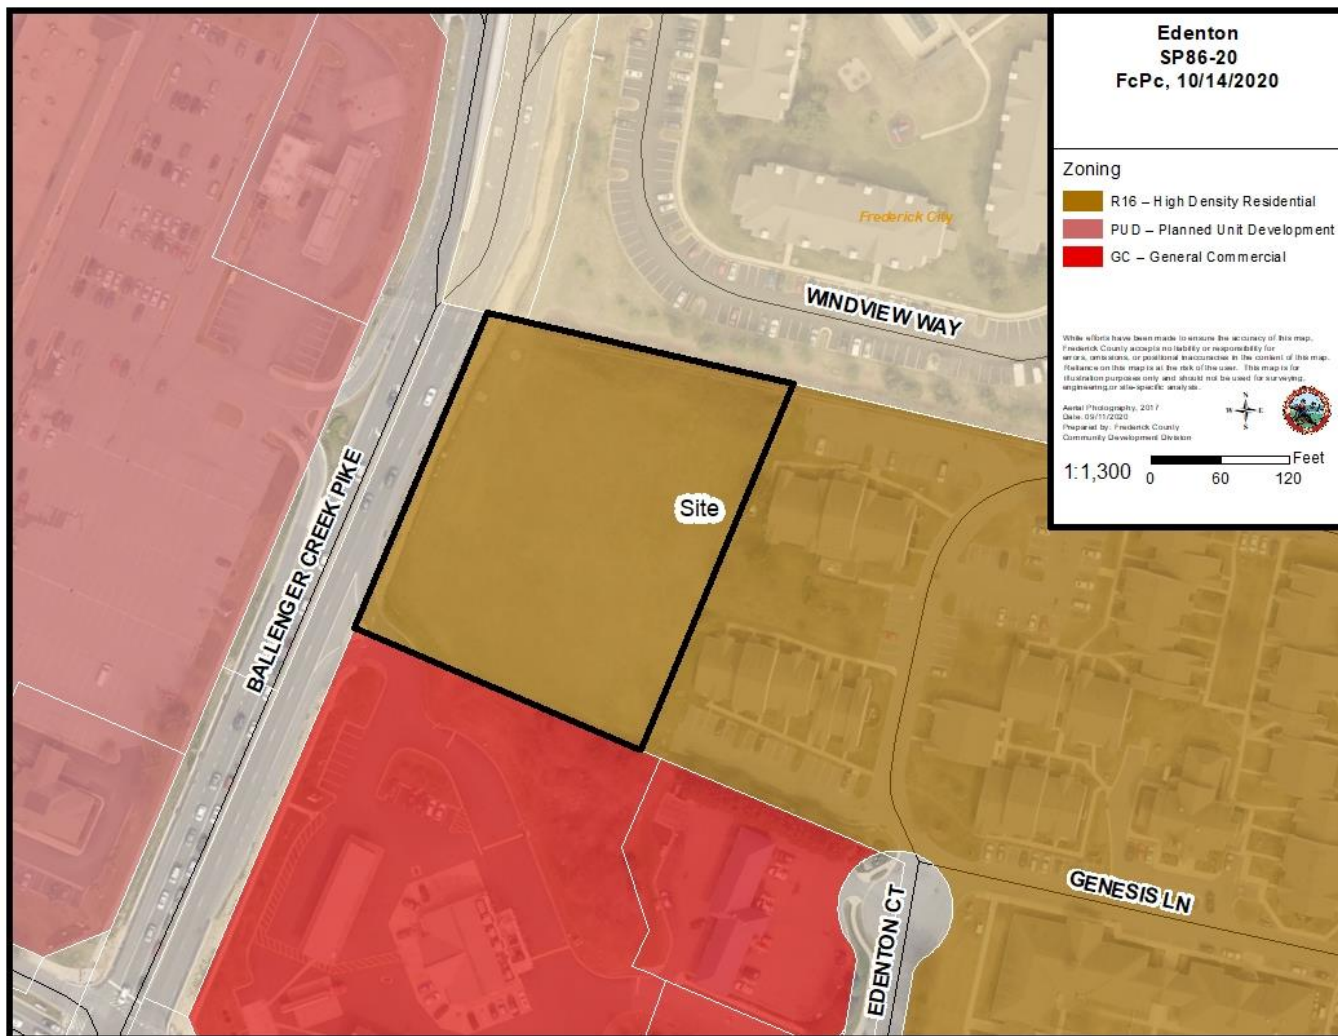 Edenton
SP86-20
FcPc, 10/14/2020
Zoning
R16 – High Density Residential
PUD – Planned Unit Development
GC – General Commercial
While efforts have been made to ensure the accuracy of this map,
Frederick County accepts no liability or responsibility for
errors, omissions, or positional inaccuracies in the content of this map.
Reliance on this map is at the risk of the user. This map is for
illustration purposes only and should not be used for surveying,
engineering, or site-specific analysis.
Aerial Photography, 2017
Date: 09/11/2020
Prepared by: Frederick County
Community Development Division
N
W E
S
1:1,300
Feet
0 60 120
Frederick City
WINDVIEW WAY
Site
BALLENGER CREEK PIKE
GENESIS LN
EDENTON CT